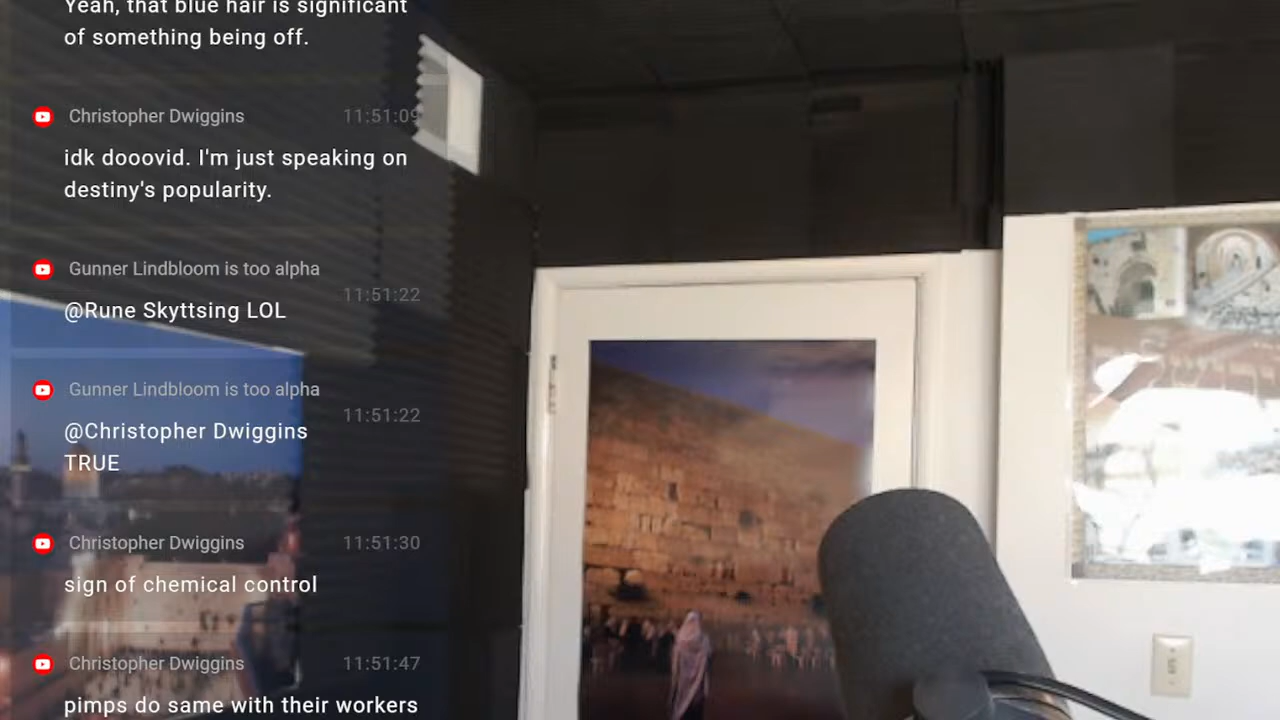 Yeah, that blue hair is significant
of something being off.
Christopher Dwiggins 11:51:09
idk dooovid. I'm just speaking on
destiny's popularity.
Gunner Lindbloom is too alpha
11:51:22
@Rune Skyttsing LOL
Gunner Lindbloom is too alpha
11:51:22
@Christopher Dwiggins
TRUE
Christopher Dwiggins 11:51:30
sign of chemical control
Christopher Dwiggins 11:51:47
pimps do same with their workers